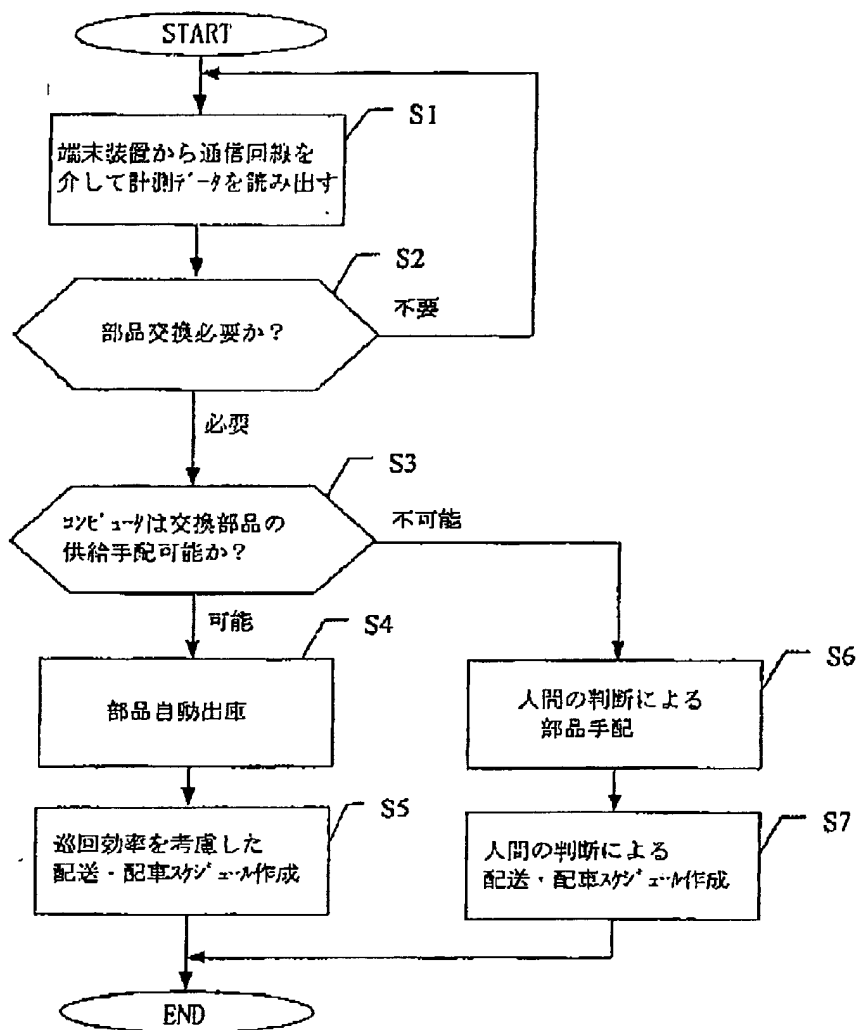 START
S1
端末装置から通信回線を
介して計測ﾃﾞｰﾀを読み出す
S2
部品交換必要か？
不要
必要
S3
ｺﾝﾋﾟｭｰﾀは交換部品の
供給手配可能か？
不可能
可能
S4
部品自動出庫
S6
人間の判断による
部品手配
S5
巡回効率を考慮した
配送・配車ｽｹｼﾞｭｰﾙ作成
S7
人間の判断による
配送・配車ｽｹｼﾞｭｰﾙ作成
END